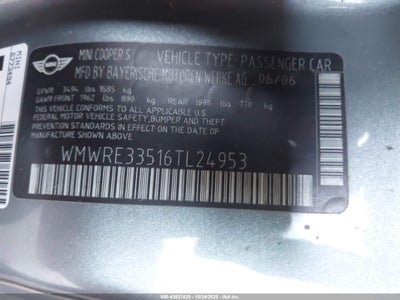 MINI
MINI COOPER S VEHICLE TYPE: PASSENGER CAR
MFD BY BAYERISCHE MOTOREN WERKE AG 06/06
GVWR 3494 lbs 1585 kg
GAWR FRONT 1962 lbs 890 kg REAR 1695 lbs 770 kg
THIS VEHICLE CONFORMS TO ALL APPLICABLE U.S.
FEDERAL MOTOR VEHICLE SAFETY, BUMPER AND THEFT
PREVENTION STANDARDS IN EFFECT ON THE DATE OF
MANUFACTURE SHOWN ABOVE.
WMWRE33516TL24953